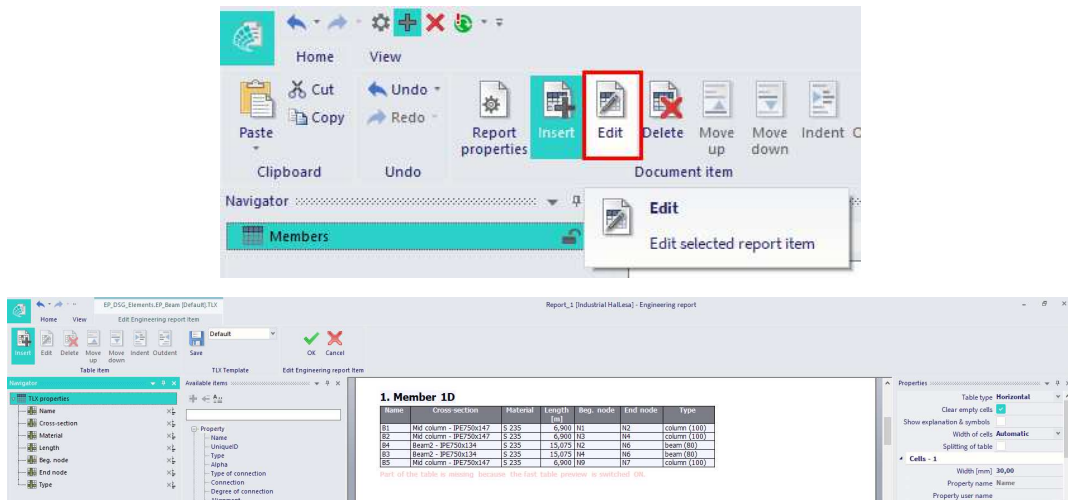 Home View
Cut
Copy
Paste
Clipboard
Undo
Redo
Undo
Report properties
Insert
Edit
Delete
Move up
Move down
Indent
Document item
Navigator
Members
Edit
Edit selected report item
EP_DSG_Elements.EP_Beam [Default].TLX
Report_1 [Industrial Hall.esa] - Engineering report
Home View Edit Engineering report item
Insert Edit Delete Move up Move down Indent Outdent
Table item
Save
Default
TLX Template
OK Cancel
Edit Engineering report item
Navigator
TLX properties
Name
Cross-section
Material
Length
Beg. node
End node
Type
Available items
Property
Name
UniqueID
Type
Alpha
Type of connection
Connection
Degree of connection
1. Member 1D
Name Cross-section Material Length [m] Beg. node End node Type
B1 Mid column - IPE750x147 S 235 6,900 N1 N2 column (100)
B2 Mid column - IPE750x147 S 235 6,900 N3 N4 column (100)
B4 Beam2 - IPE750x134 S 235 15,075 N2 N6 beam (80)
B3 Beam2 - IPE750x134 S 235 15,075 N4 N6 beam (80)
B5 Mid column - IPE750x147 S 235 6,900 N9 N7 column (100)
Part of the table is missing because the fast table preview is switched ON.
Properties
Table type Horizontal
Clear empty cells
Show explanation & symbols
Width of cells Automatic
Splitting of table
Cells - 1
Width [mm] 30,00
Property name Name
Property user name